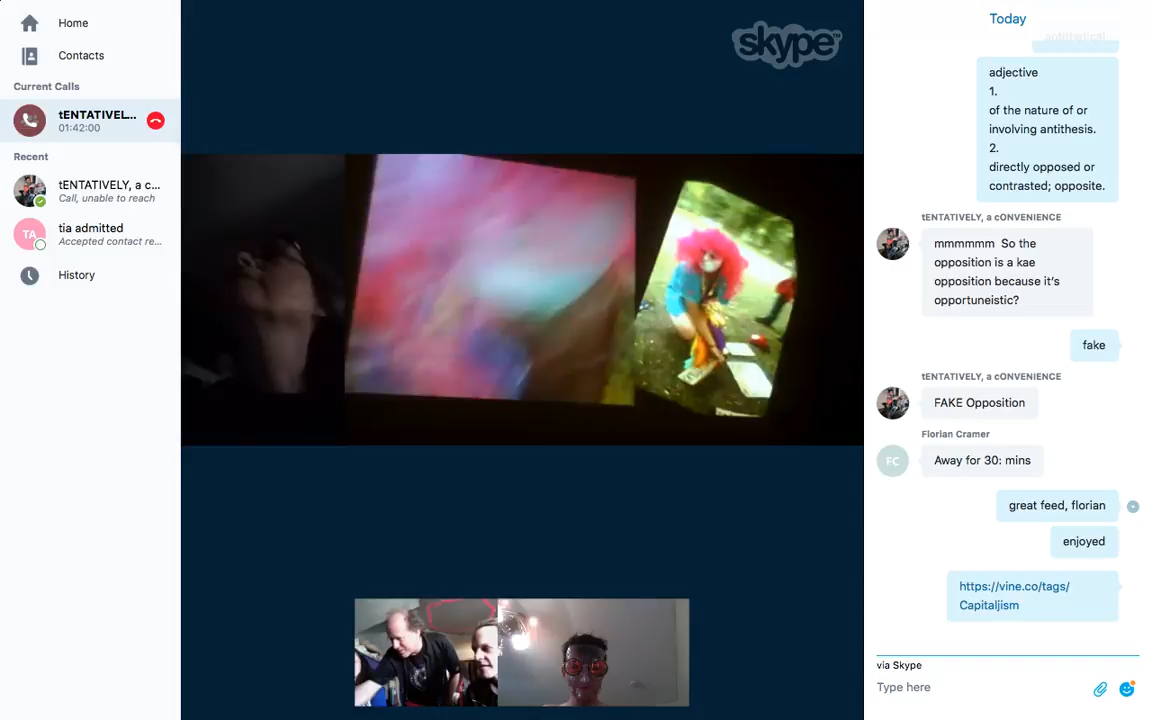 Home
Contacts
Current Calls
tENTATIVEL...
01:42:00
Recent
tENTATIVELY, a c...
Call, unable to reach
TA
tia admitted
Accepted contact re...
History
skype™
Today
antithetical
adjective
1.
of the nature of or
involving antithesis.
2.
directly opposed or
contrasted; opposite.
tENTATIVELY, a cONVENIENCE
mmmmmm  So the
opposition is a kae
opposition because it's
opportuneistic?
fake
tENTATIVELY, a cONVENIENCE
FAKE Opposition
Florian Cramer
FC
Away for 30: mins
great feed, florian
enjoyed
https://vine.co/tags/
Capitaljism
via Skype
Type here